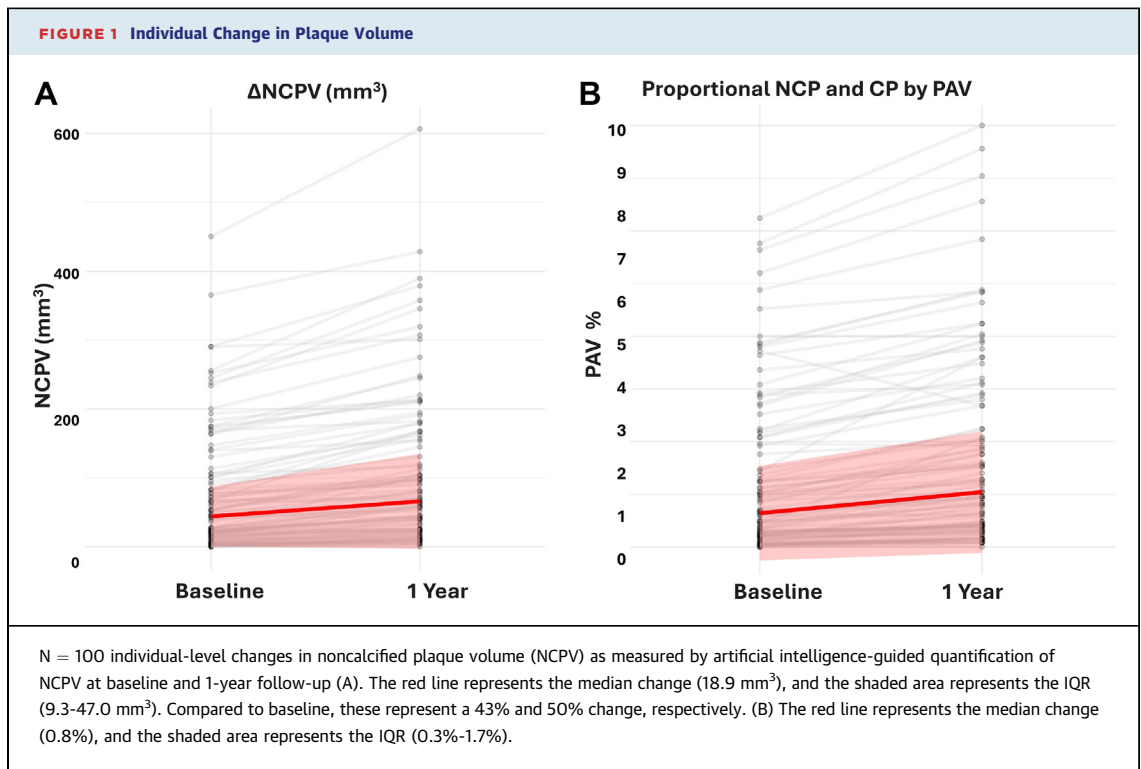 FIGURE 1 Individual Change in Plaque Volume
A
ΔNCPV (mm³)
600
400
200
0
NCPV (mm³)
Baseline
1 Year
B
Proportional NCP and CP by PAV
10
9
8
7
6
5
4
3
2
1
0
PAV %
Baseline
1 Year
N = 100 individual-level changes in noncalcified plaque volume (NCPV) as measured by artificial intelligence-guided quantification of
NCPV at baseline and 1-year follow-up (A). The red line represents the median change (18.9 mm³), and the shaded area represents the IQR
(9.3-47.0 mm³). Compared to baseline, these represent a 43% and 50% change, respectively. (B) The red line represents the median change
(0.8%), and the shaded area represents the IQR (0.3%-1.7%).